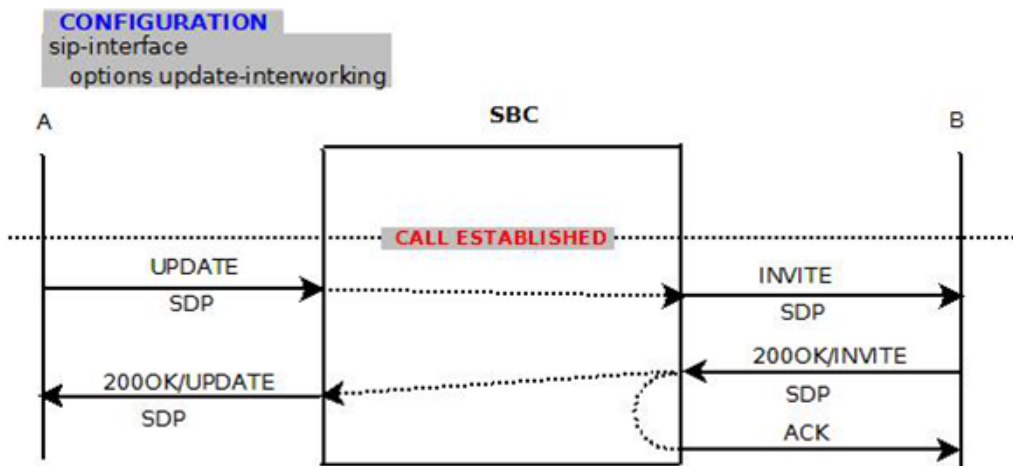 CONFIGURATION
sip-interface
options update-interworking
SBC
A
B
CALL ESTABLISHED
UPDATE
SDP
INVITE
SDP
200OK/INVITE
SDP
200OK/UPDATE
SDP
ACK